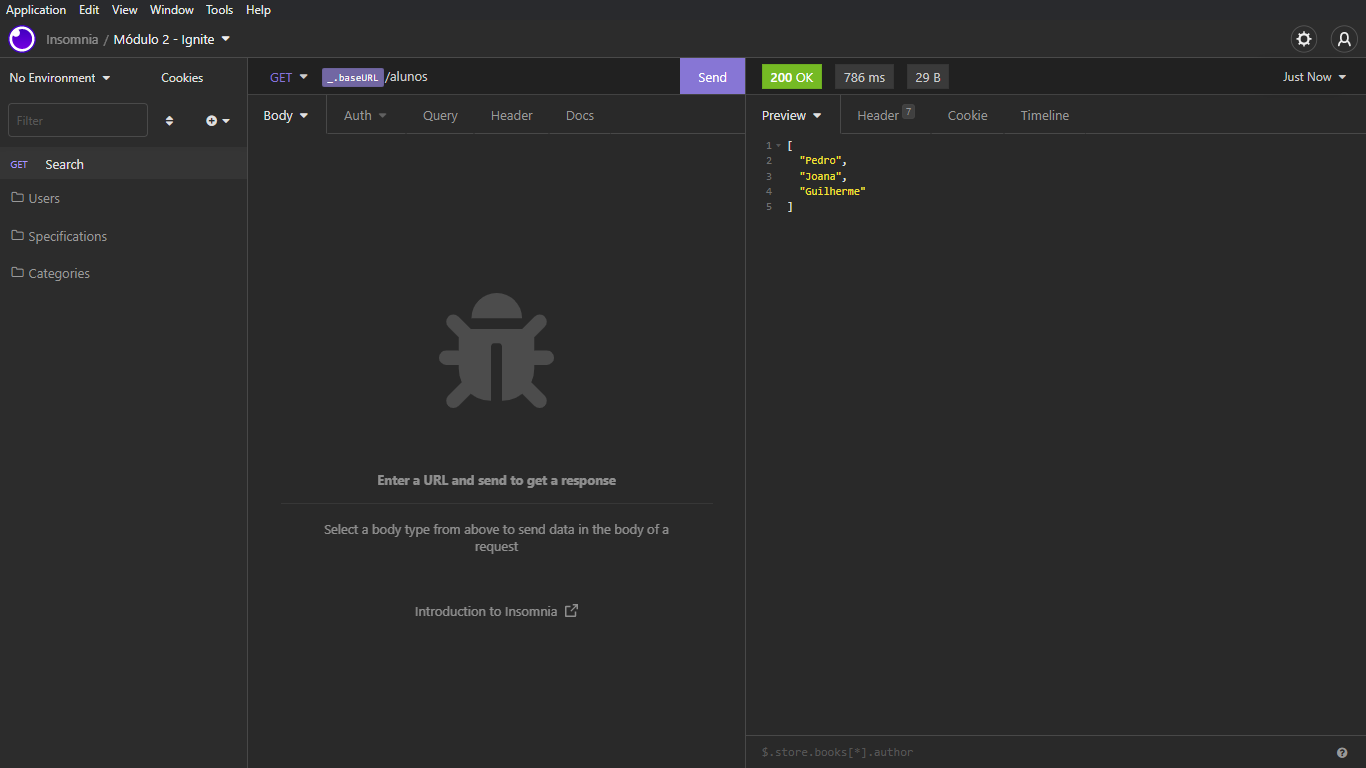 Application Edit View Window Tools Help
Insomnia / Módulo 2 - Ignite
No Environment Cookies
Filter
GET Search
Users
Specifications
Categories
GET _.baseURL /alunos Send
Body Auth Query Header Docs
Enter a URL and send to get a response
Select a body type from above to send data in the body of a
request
Introduction to Insomnia
200 OK 786 ms 29 B Just Now
Preview Header 7 Cookie Timeline
1 [
2 "Pedro",
3 "Joana",
4 "Guilherme"
5 ]
$.store.books[*].author